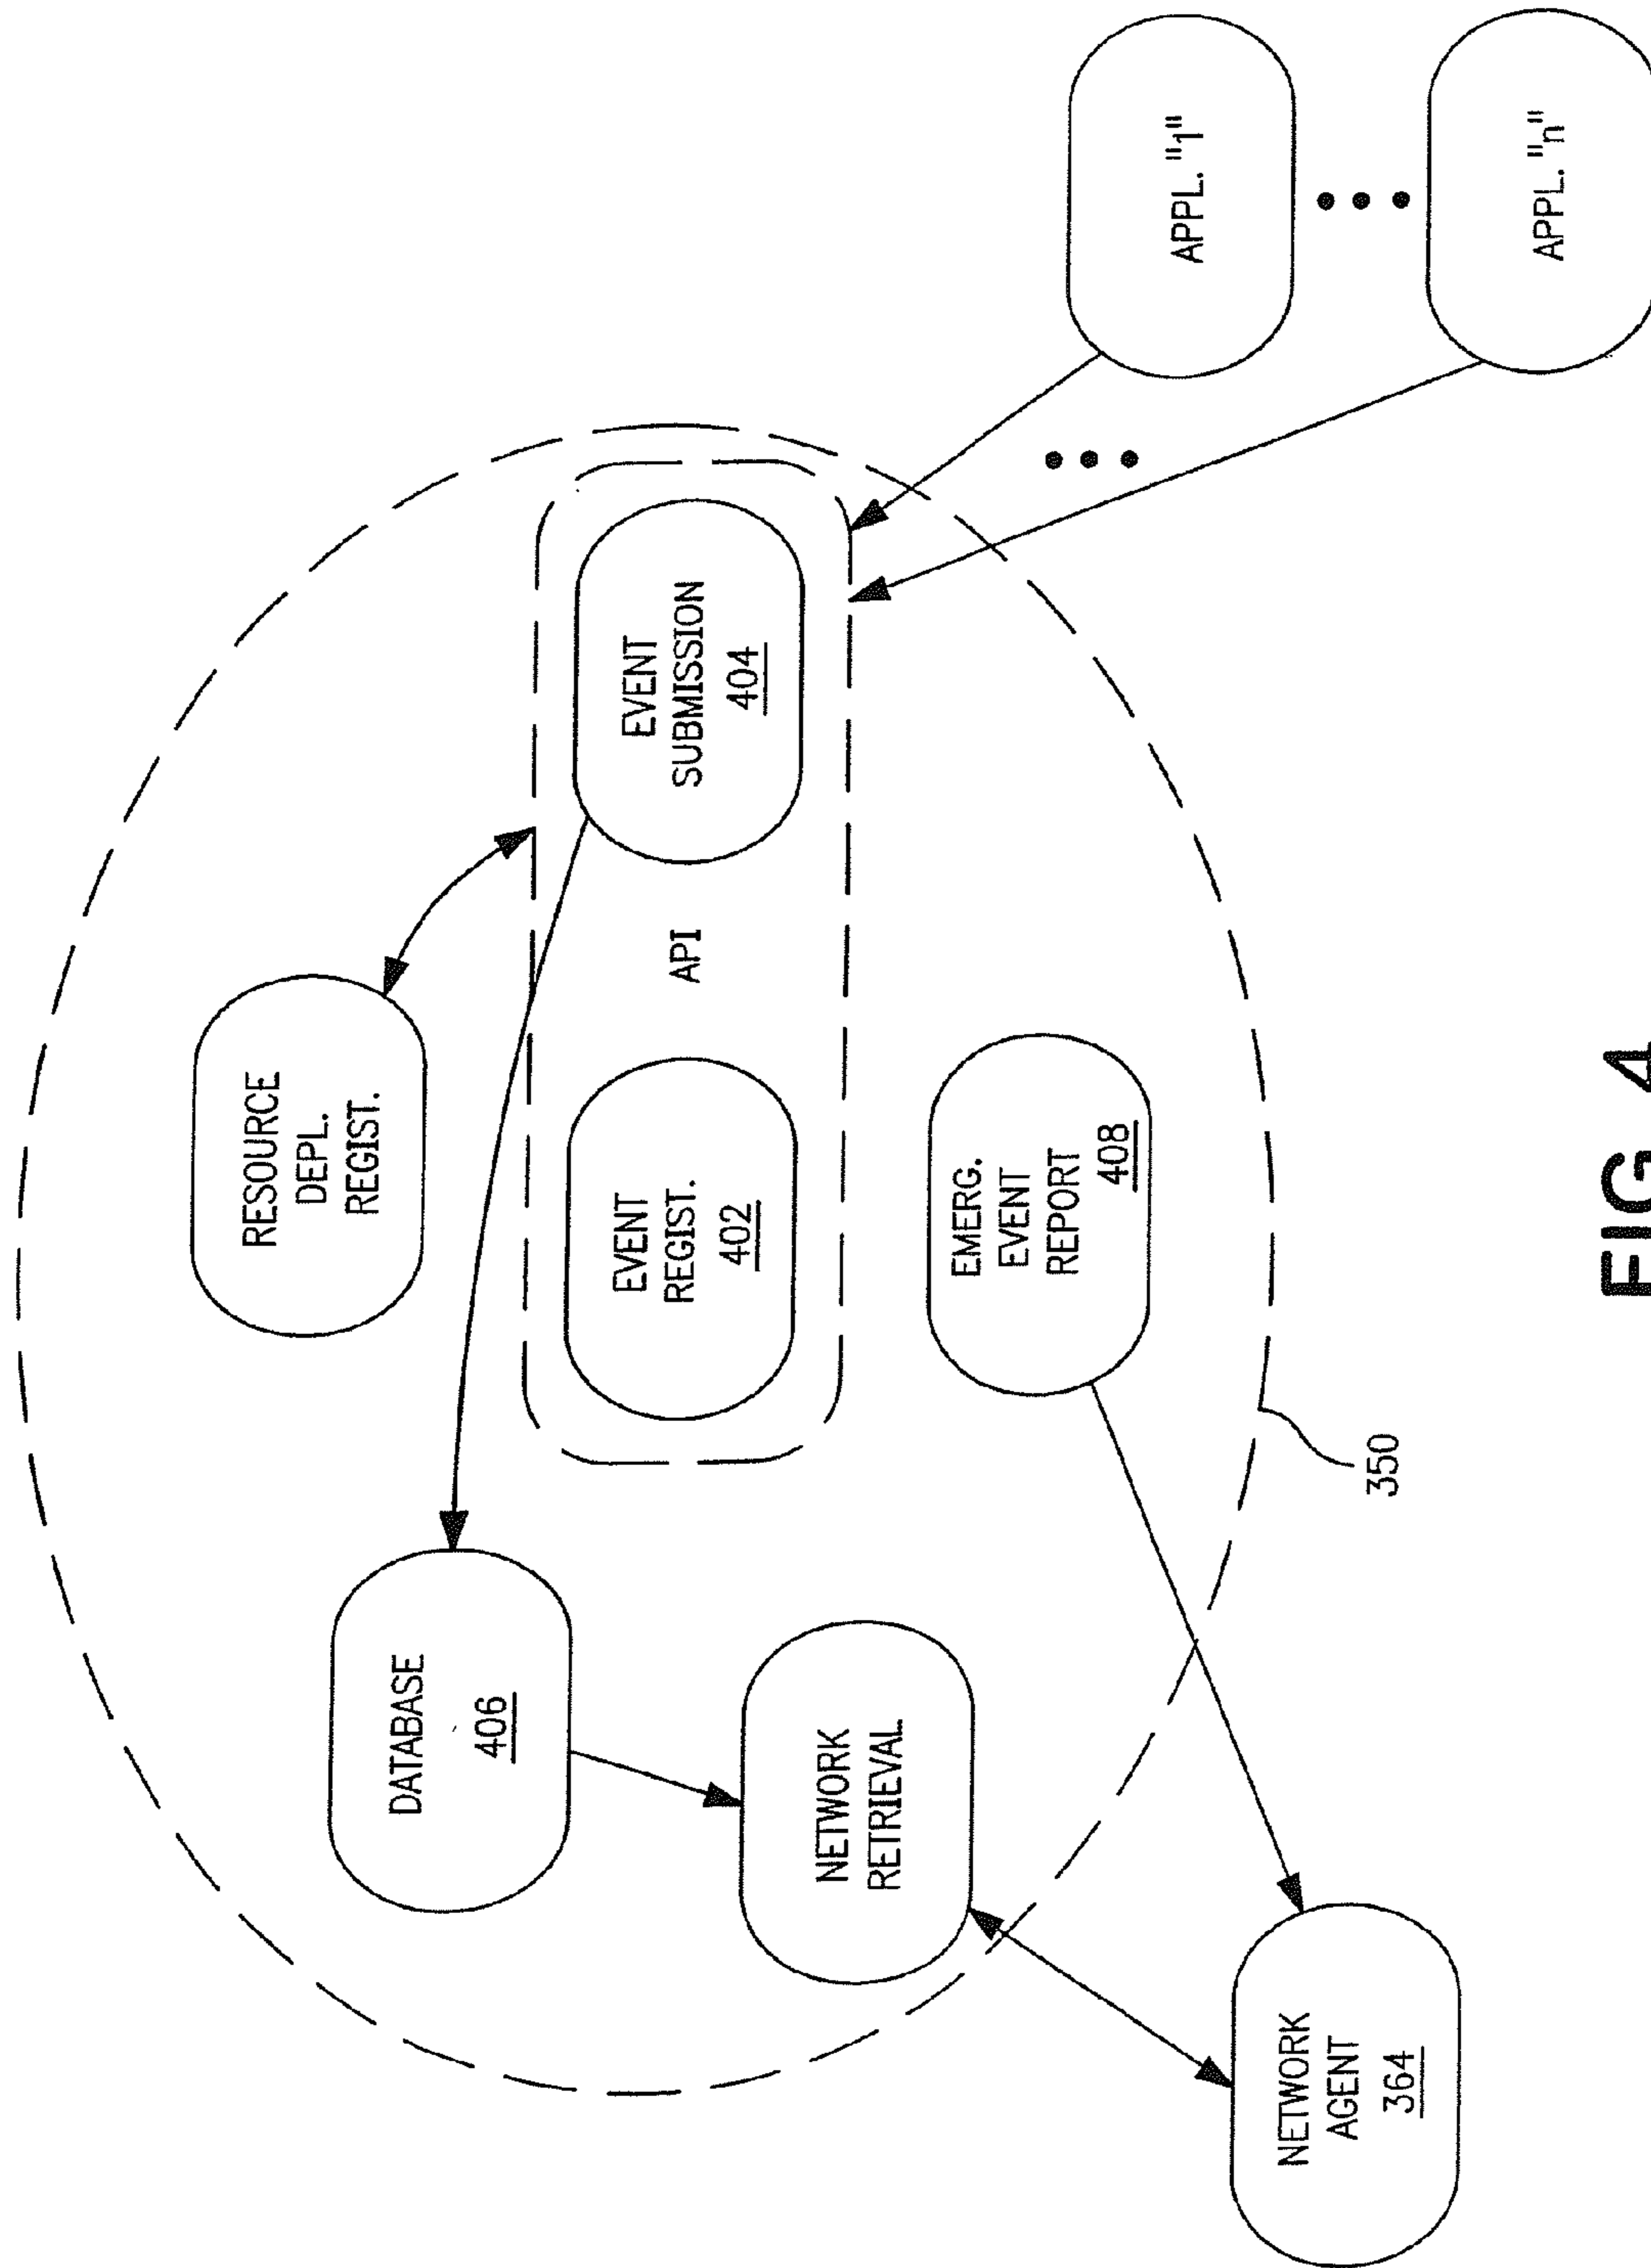 RESOURCE
DEPL.
REGIST.
DATABASE
406
EVENT
SUBMISSION
404
API
EVENT
REGIST.
402
NETWORK
RETRIEVAL
EMERG.
EVENT
REPORT
408
350
APPL. "1"
APPL. "n"
NETWORK
AGENT
364
FIG 4